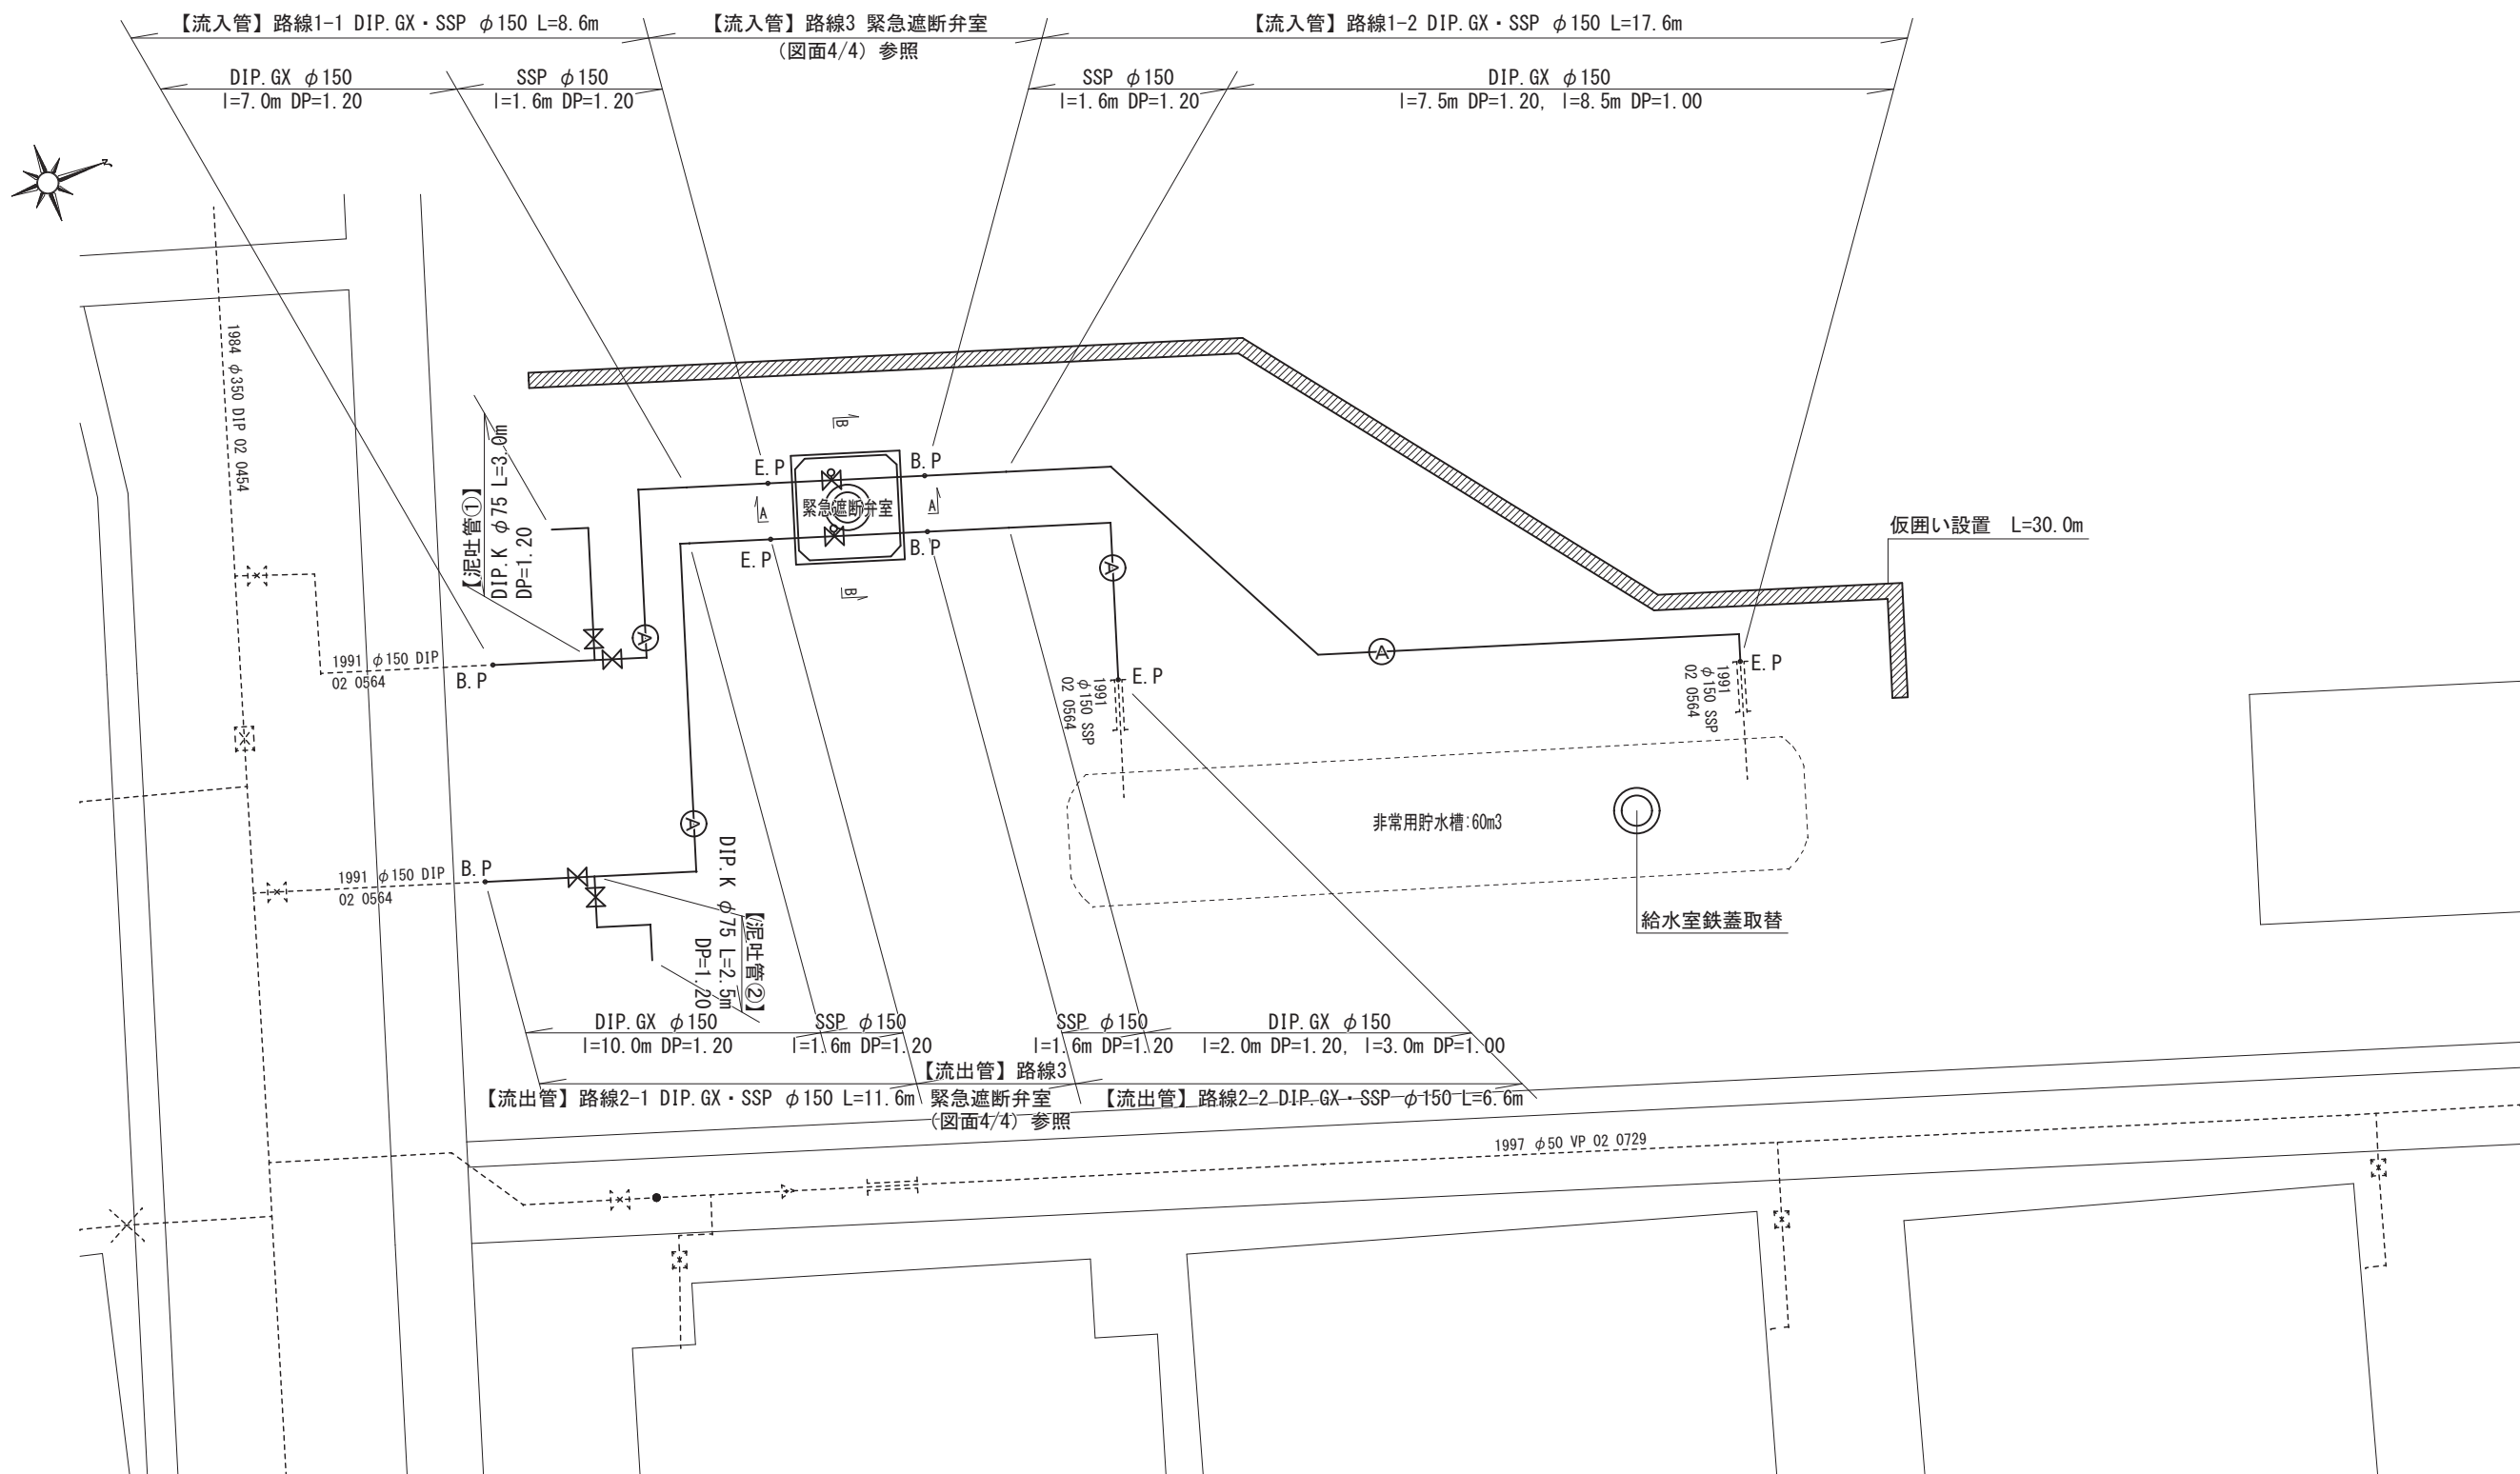 【流入管】路線1-1 DIP.GX・SSP φ150 L=8.6m
【流入管】路線3 緊急遮断弁室
(図面4/4) 参照
【流入管】路線1-2 DIP.GX・SSP φ150 L=17.6m
DIP.GX φ150
l=7.0m DP=1.20
SSP φ150
l=1.6m DP=1.20
SSP φ150
l=1.6m DP=1.20
DIP.GX φ150
l=7.5m DP=1.20, l=8.5m DP=1.00
N
1984 φ350 DIP 02 0454
【泥吐管①】
DIP.K φ75 L=3.0m
DP=1.20
B
E.P
B.P
A
緊急遮断弁室
A
E.P
B.P
B
仮囲い設置 L=30.0m
A
A
A
1991 φ150 DIP
02 0564
B.P
E.P
1991
φ150 SSP
02 0564
E.P
1991
φ150 SSP
02 0564
A
非常用貯水槽:60m3
1991 φ150 DIP
02 0564
B.P
給水室鉄蓋取替
【泥吐管②】
DIP.K φ75 L=2.5m
DP=1.20
DIP.GX φ150
l=10.0m DP=1.20
SSP φ150
l=1.6m DP=1.20
SSP φ150
l=1.6m DP=1.20
DIP.GX φ150
l=2.0m DP=1.20, l=3.0m DP=1.00
【流出管】路線2-1 DIP.GX・SSP φ150 L=11.6m
【流出管】路線3
緊急遮断弁室
(図面4/4) 参照
【流出管】路線2-2 DIP.GX・SSP φ150 L=6.6m
1997 φ50 VP 02 0729